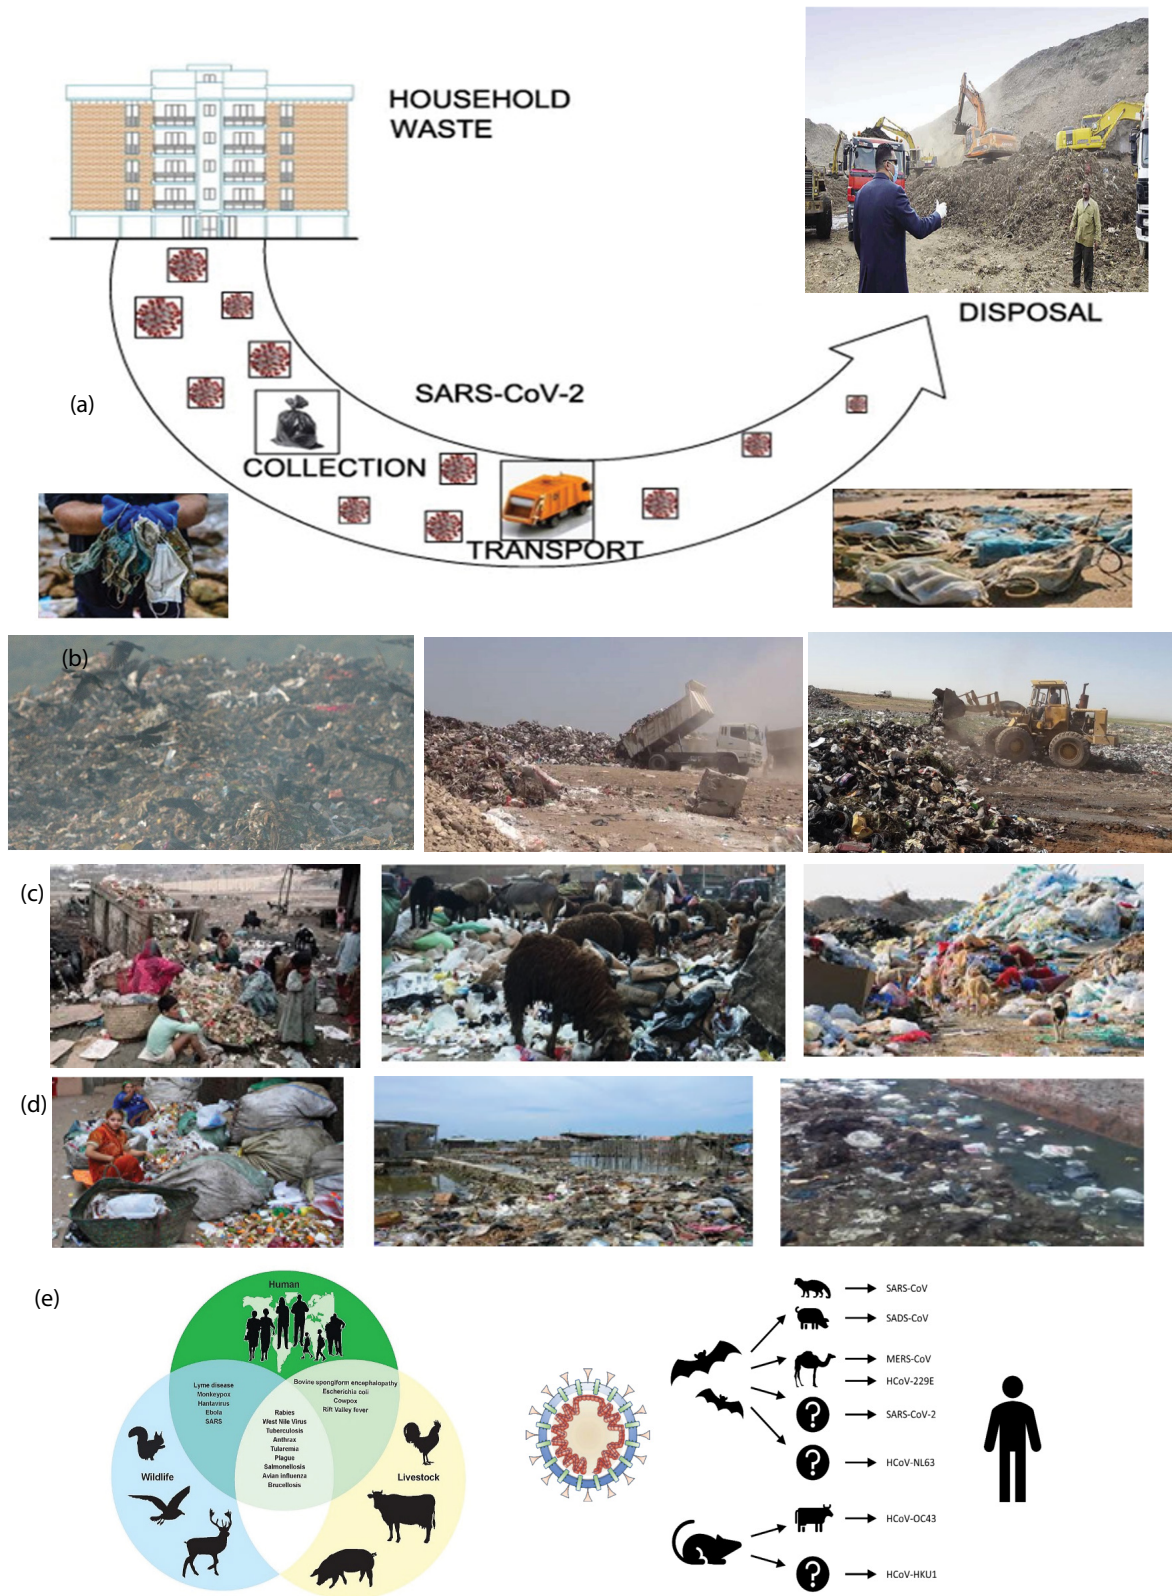 HOUSEHOLD
WASTE
DISPOSAL
SARS-CoV-2
(a)
COLLECTION
TRANSPORT
(b)
(c)
(d)
(e)
Human
Lyme disease
Monkeypox
Hantavirus
Ebola
SARS
Bovine spongiform encephalopathy
Escherichia coli
Cowpox
Rift Valley fever
Rabies
West Nile Virus
Tuberculosis
Anthrax
Tularemia
Plague
Salmonellosis
Avian influenza
Brucellosis
Wildlife
Livestock
SARS-CoV
SADS-CoV
MERS-CoV
HCoV-229E
?
SARS-CoV-2
?
HCoV-NL63
HCoV-OC43
?
HCoV-HKU1